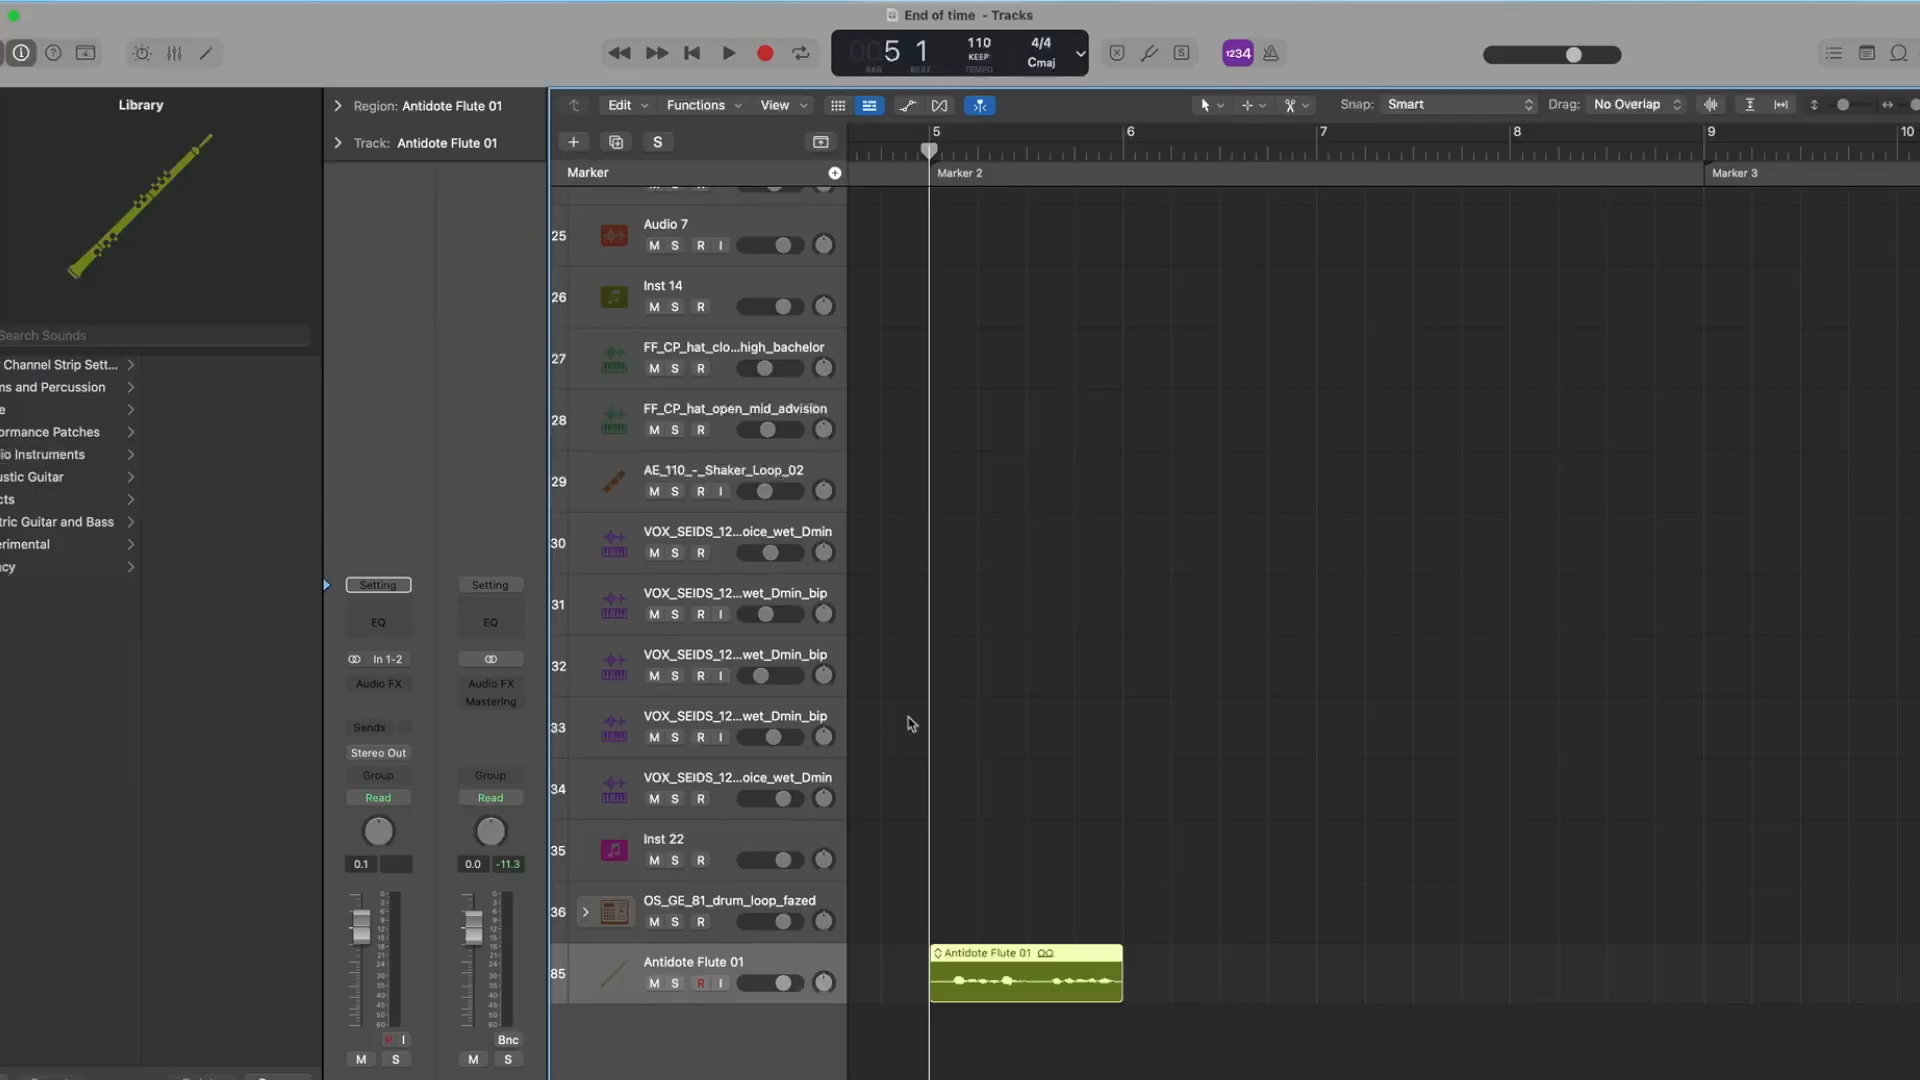 End of time - Tracks
5 1
BAR BEAT
110
KEEP
TEMPO
4/4
Cmaj
1234
Library
Search Sounds
Channel Strip Sett...
ms and Percussion
e
ormance Patches
io Instruments
ustic Guitar
cts
tric Guitar and Bass
erimental
acy
Region: Antidote Flute 01
Track: Antidote Flute 01
Setting
Setting
EQ
EQ
In 1-2
Audio FX
Audio FX
Mastering
Sends
Stereo Out
Group
Group
Read
Read
0.1
0.0 -11.3
R I
Bnc
M S
M S
Edit Functions View
Snap: Smart
Drag: No Overlap
S
5 6 7 8 9 10
Marker
Marker 2
Marker 3
25 Audio 7
M S R I
26 Inst 14
M S R
27 FF_CP_hat_clo...high_bachelor
M S R
28 FF_CP_hat_open_mid_advision
M S R
29 AE_110_-_Shaker_Loop_02
M S R I
30 VOX_SEIDS_12...oice_wet_Dmin
M S R
31 VOX_SEIDS_12...wet_Dmin_bip
M S R I
32 VOX_SEIDS_12...wet_Dmin_bip
M S R I
33 VOX_SEIDS_12...wet_Dmin_bip
M S R I
34 VOX_SEIDS_12...oice_wet_Dmin
M S R
35 Inst 22
M S R
36 OS_GE_81_drum_loop_fazed
M S R
85 Antidote Flute 01
M S R I
Antidote Flute 01